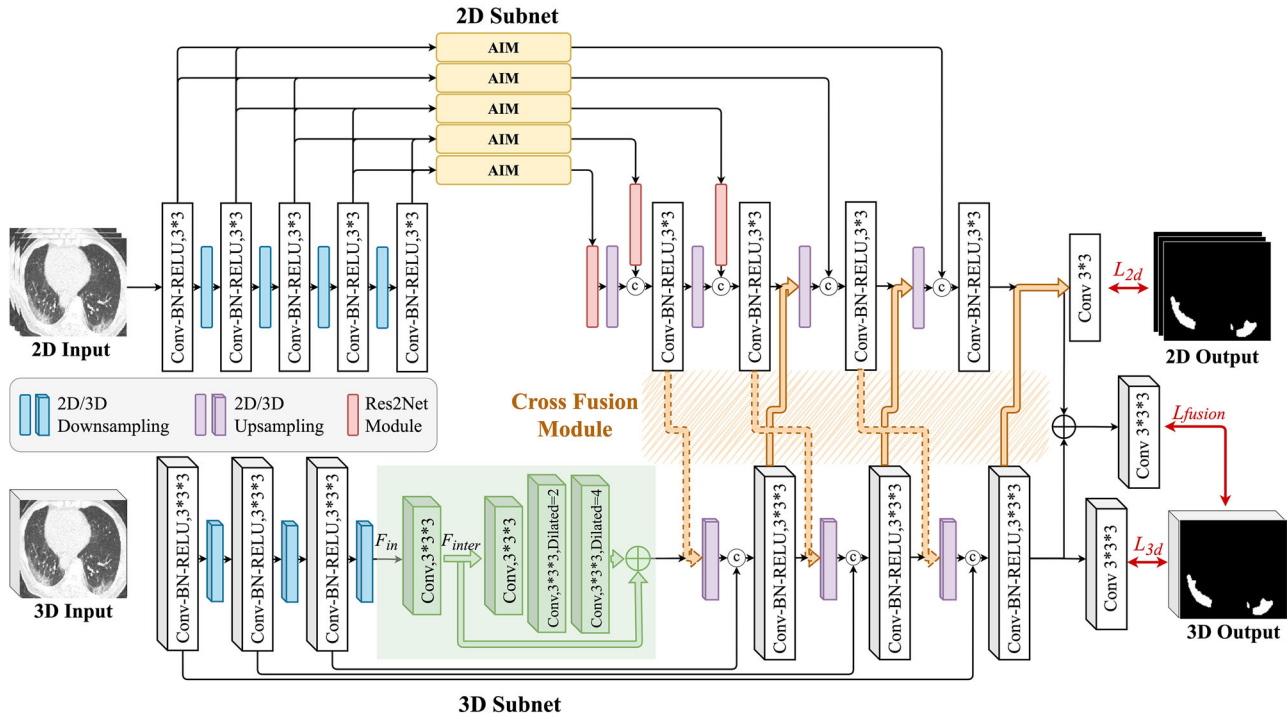 2D Subnet
AIM
AIM
AIM
AIM
AIM
Conv-BN-RELU,3*3
Conv-BN-RELU,3*3
Conv-BN-RELU,3*3
Conv-BN-RELU,3*3
Conv-BN-RELU,3*3
c
Conv-BN-RELU,3*3
c
Conv-BN-RELU,3*3
c
Conv-BN-RELU,3*3
c
Conv-BN-RELU,3*3
Conv 3*3
L2d
2D Input
2D Output
2D/3D
Downsampling
2D/3D
Upsampling
Res2Net
Module
Cross Fusion
Module
Conv 3*3*3
Lfusion
Conv-BN-RELU,3*3*3
Conv-BN-RELU,3*3*3
Conv-BN-RELU,3*3*3
Fin
Conv,3*3*3
Finter
Conv,3*3*3
Conv,3*3*3,Dilated=2
Conv,3*3*3,Dilated=4
c
Conv-BN-RELU,3*3*3
c
Conv-BN-RELU,3*3*3
c
Conv-BN-RELU,3*3*3
Conv 3*3*3
L3d
3D Input
3D Output
3D Subnet